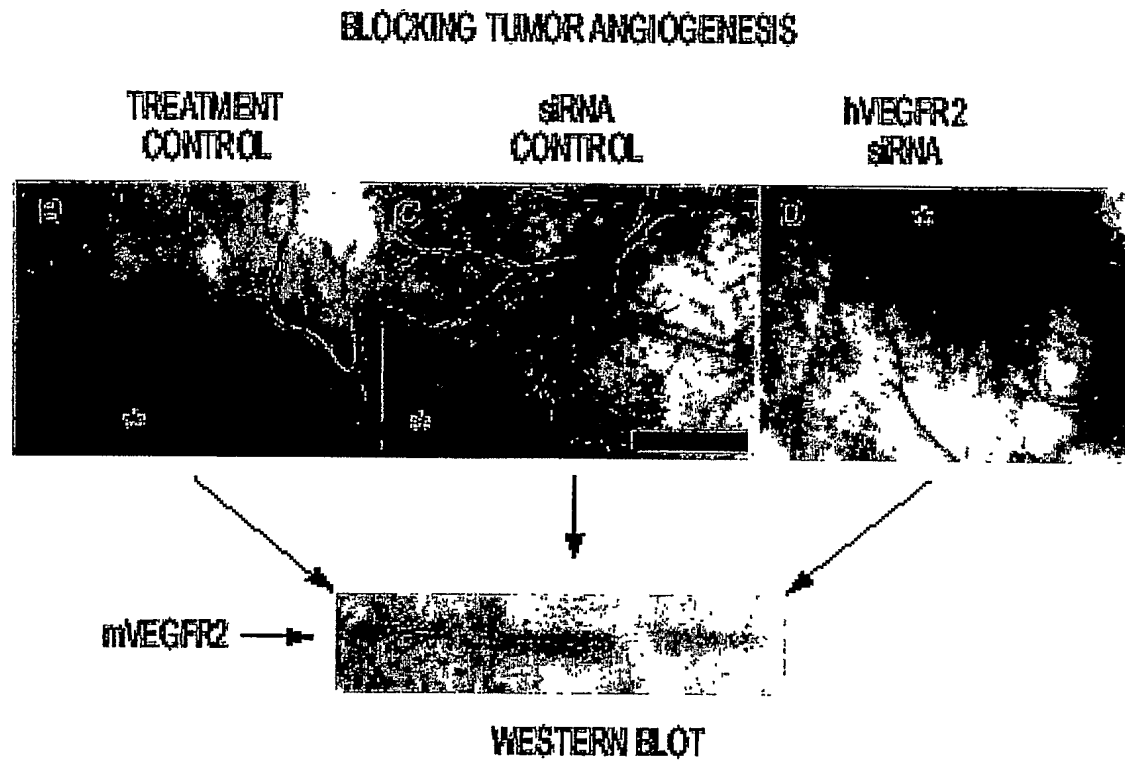 BLOCKING TUMOR ANGIOGENESIS
TREATMENT
CONTROL
siRNA
CONTROL
hVEGFR2
siRNA
B
C
D
mVEGFR2
WESTERN BLOT